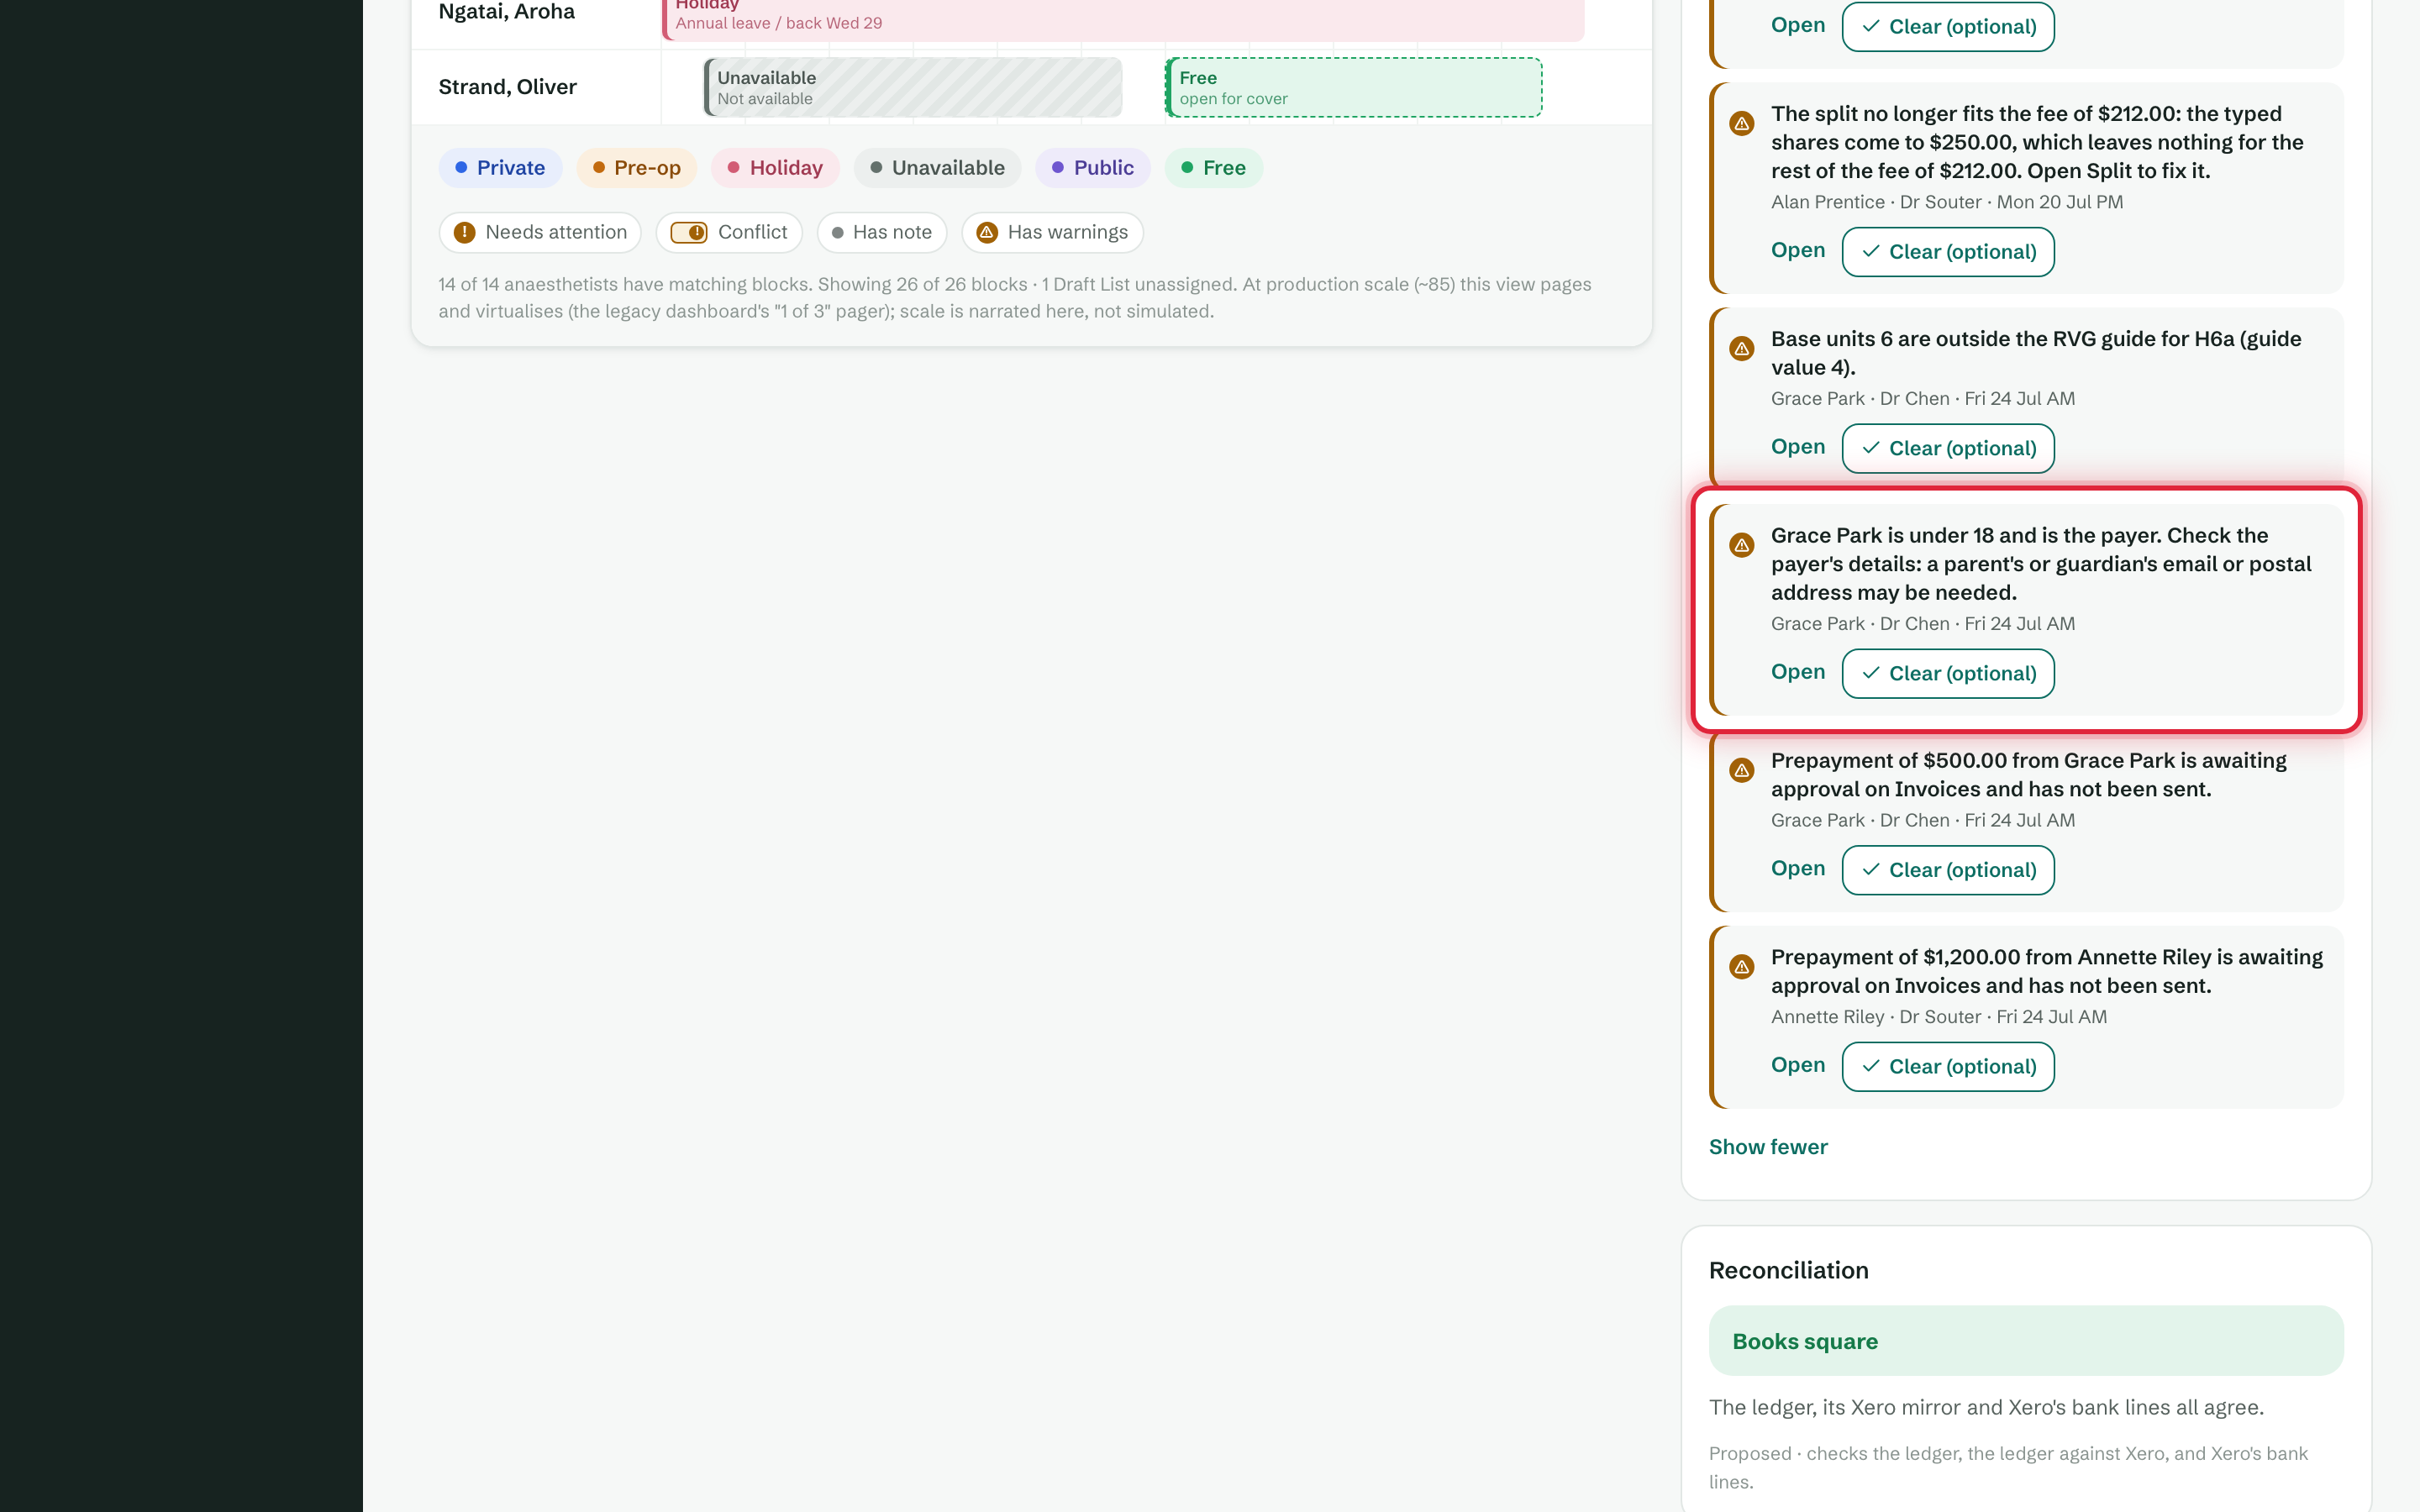 Ngatai, Aroha
Holiday
Annual leave / back Wed 29
Strand, Oliver
Unavailable
Not available
Free
open for cover
Private
Pre-op
Holiday
Unavailable
Public
Free
Needs attention
Conflict
Has note
Has warnings
14 of 14 anaesthetists have matching blocks. Showing 26 of 26 blocks · 1 Draft List unassigned. At production scale (~85) this view pages
and virtualises (the legacy dashboard's "1 of 3" pager); scale is narrated here, not simulated.
Open
Clear (optional)
The split no longer fits the fee of $212.00: the typed
shares come to $250.00, which leaves nothing for the
rest of the fee of $212.00. Open Split to fix it.
Alan Prentice · Dr Souter · Mon 20 Jul PM
Open
Clear (optional)
Base units 6 are outside the RVG guide for H6a (guide
value 4).
Grace Park · Dr Chen · Fri 24 Jul AM
Open
Clear (optional)
Grace Park is under 18 and is the payer. Check the
payer's details: a parent's or guardian's email or postal
address may be needed.
Grace Park · Dr Chen · Fri 24 Jul AM
Open
Clear (optional)
Prepayment of $500.00 from Grace Park is awaiting
approval on Invoices and has not been sent.
Grace Park · Dr Chen · Fri 24 Jul AM
Open
Clear (optional)
Prepayment of $1,200.00 from Annette Riley is awaiting
approval on Invoices and has not been sent.
Annette Riley · Dr Souter · Fri 24 Jul AM
Open
Clear (optional)
Show fewer
Reconciliation
Books square
The ledger, its Xero mirror and Xero's bank lines all agree.
Proposed · checks the ledger, the ledger against Xero, and Xero's bank
lines.